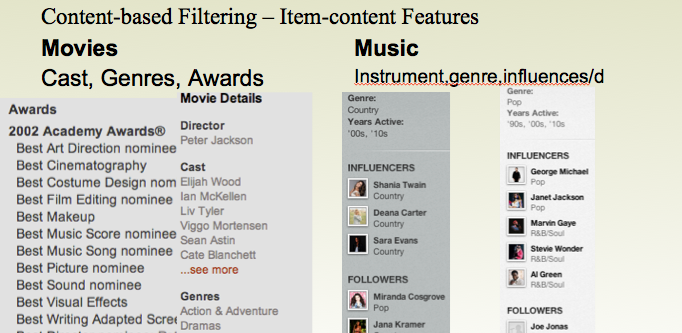 Content-based Filtering – Item-content Features
Movies
Cast, Genres, Awards
Awards
2002 Academy Awards®
Best Art Direction nominee
Best Cinematography
Best Costume Design nom
Best Film Editing nominee
Best Makeup
Best Music Score nominee
Best Music Song nominee
Best Picture nominee
Best Sound nominee
Best Visual Effects
Best Writing Adapted Scree
Movie Details
Director
Peter Jackson
Cast
Elijah Wood
Ian McKellen
Liv Tyler
Viggo Mortensen
Sean Astin
Cate Blanchett
...see more
Genres
Action & Adventure
Dramas
Music
Instrument,genre,influences/d
Genre:
Country
Years Active:
'00s, '10s
INFLUENCERS
Shania Twain
Country
Deana Carter
Country
Sara Evans
Country
FOLLOWERS
Miranda Cosgrove
Pop
Jana Kramer
Genre:
Pop
Years Active:
'90s, '00s, '10s
INFLUENCERS
George Michael
Pop
Janet Jackson
Pop
Marvin Gaye
R&B/Soul
Stevie Wonder
R&B/Soul
Al Green
R&B/Soul
FOLLOWERS
Joe Jonas